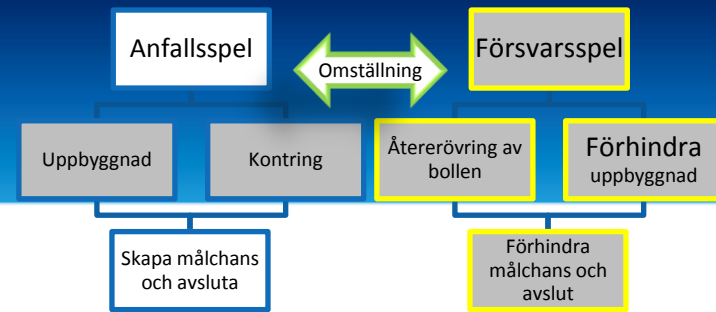 Anfallsspel
Omställning
Försvarsspel
Uppbyggnad
Kontring
Återerövring av
bollen
Förhindra
uppbyggnad
Skapa målchans
och avsluta
Förhindra
målchans och
avslut